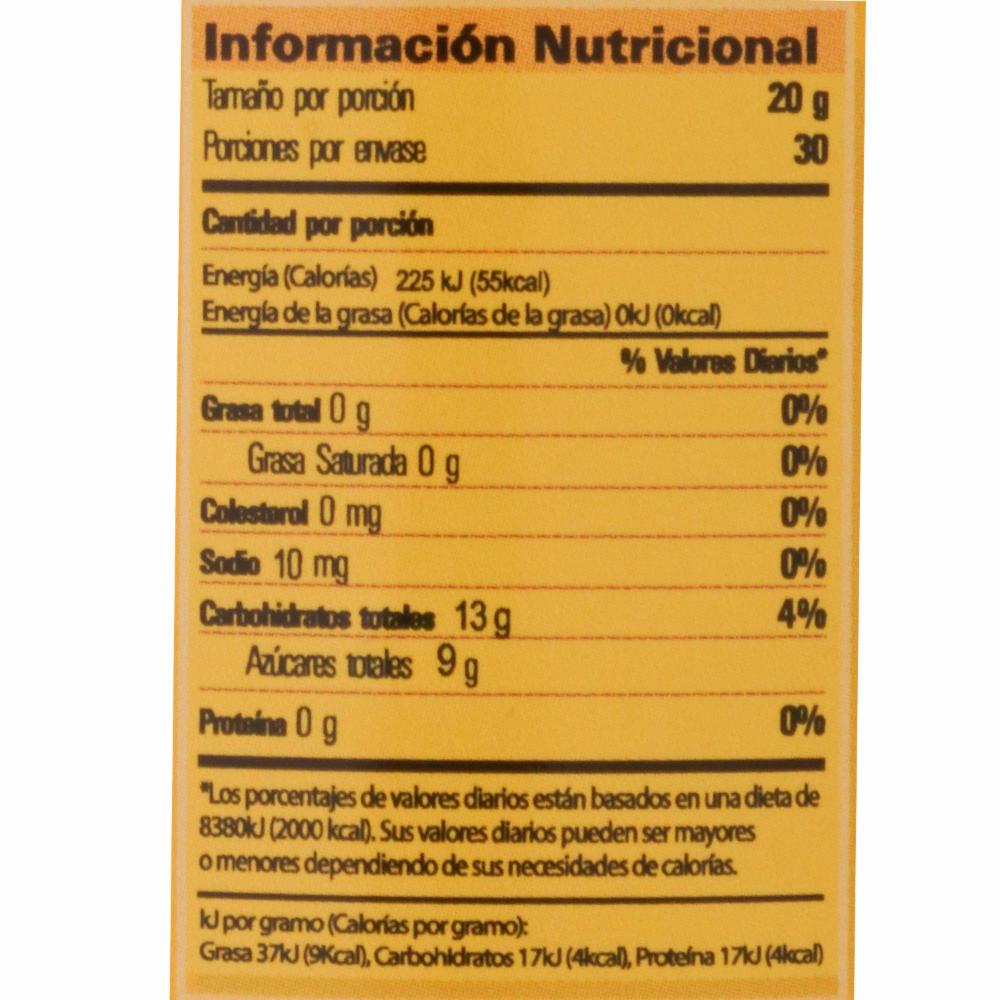 Información Nutricional
Tamaño por porción 20 g
Porciones por envase 30
Cantidad por porción
Energía (Calorías) 225 kJ (55kcal)
Energía de la grasa (Calorías de la grasa) 0kJ (0kcal)
% Valores Diarios*
Grasa total 0 g 0%
Grasa Saturada 0 g 0%
Colesterol 0 mg 0%
Sodio 10 mg 0%
Carbohidratos totales 13 g 4%
Azúcares totales 9 g
Proteína 0 g 0%
*Los porcentajes de valores diarios están basados en una dieta de
8380kJ (2000 kcal). Sus valores diarios pueden ser mayores
o menores dependiendo de sus necesidades de calorías.
kJ por gramo (Calorías por gramo):
Grasa 37kJ (9Kcal), Carbohidratos 17kJ (4kcal), Proteína 17kJ (4kcal)